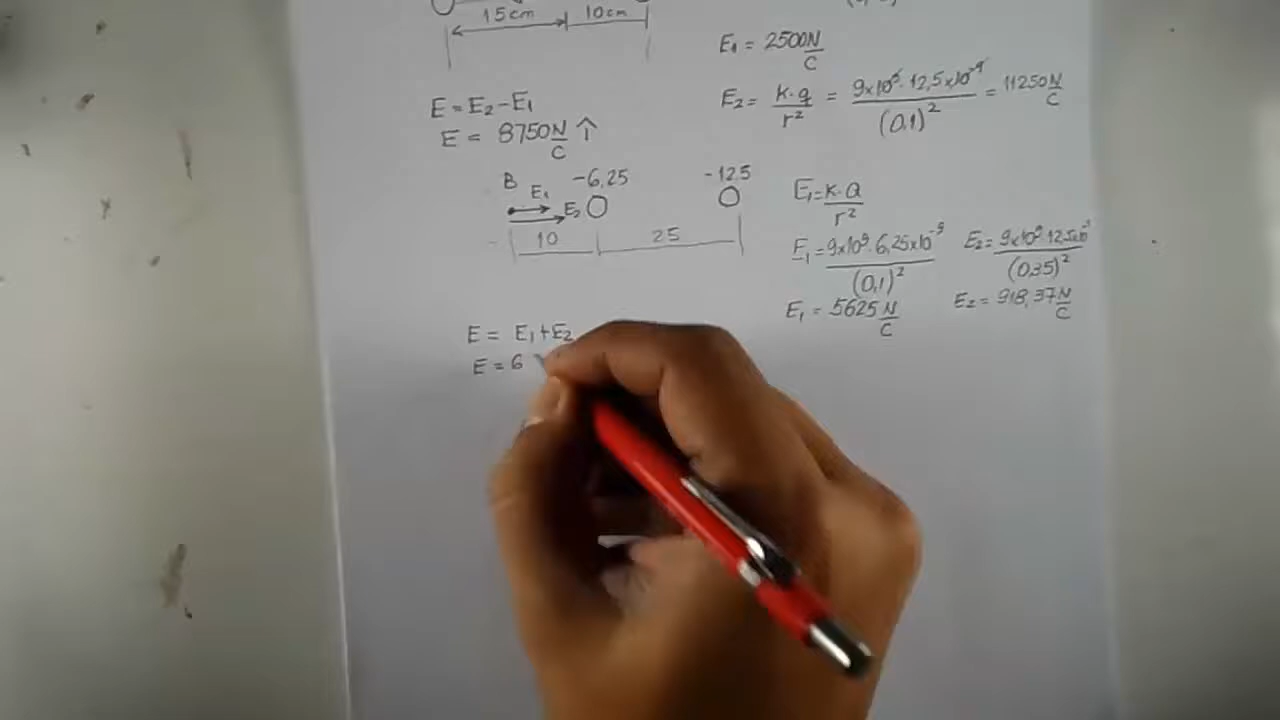 15cm 10cm
E₁ = 2500 N/C
E₂ = k·q/r² = 9x10⁹·12,5x10⁻⁹/(0,1)² = 11250 N/C
E = E₂-E₁
E = 8750 N/C ↑
B E₁ E₂ -6,25 -12.5
10 25
E₁=k·Q/r²
E₁=9x10⁹·6,25x10⁻⁹/(0,1)²
E₁ = 5625 N/C
E₂=9x10⁹·12,5x10/(0,35)²
E₂=918,37 N/C
E = E₁+E₂
E = 6